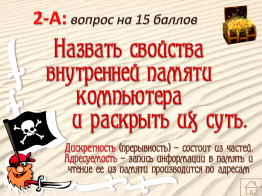 2-А: вопрос на 15 баллов
Назвать свойства
внутренней памяти
компьютера
и раскрыть их суть.
Дискретность (прерывность) – состоит из частей.
Адресуемость – запись информации в память и
чтение ее из памяти производится по адресам